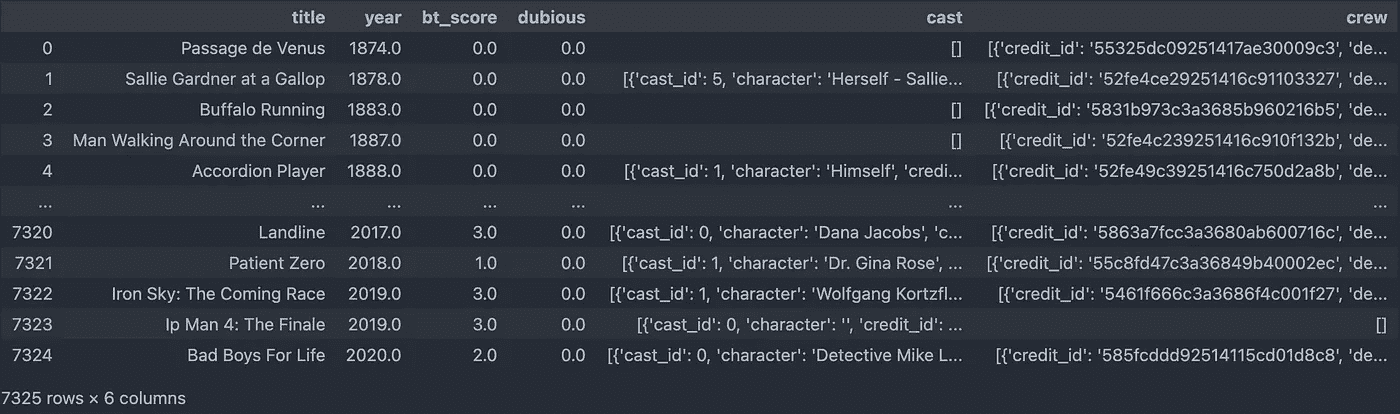 title year bt_score dubious cast crew
0 Passage de Venus 1874.0 0.0 0.0 [] [{'credit_id': '55325dc09251417ae30009c3', 'de...
1 Sallie Gardner at a Gallop 1878.0 0.0 0.0 [{'cast_id': 5, 'character': 'Herself - Sallie... [{'credit_id': '52fe4ce29251416c91103327', 'de...
2 Buffalo Running 1883.0 0.0 0.0 [] [{'credit_id': '5831b973c3a3685b960216b5', 'de...
3 Man Walking Around the Corner 1887.0 0.0 0.0 [] [{'credit_id': '52fe4c239251416c910f132b', 'de...
4 Accordion Player 1888.0 0.0 0.0 [{'cast_id': 1, 'character': 'Himself', 'credi... [{'credit_id': '52fe49c39251416c750d2a8b', 'de...
... ... ... ... ... ... ...
7320 Landline 2017.0 3.0 0.0 [{'cast_id': 0, 'character': 'Dana Jacobs', 'c... [{'credit_id': '5863a7fcc3a3680ab600716c', 'de...
7321 Patient Zero 2018.0 1.0 0.0 [{'cast_id': 1, 'character': 'Dr. Gina Rose', ... [{'credit_id': '55c8fd47c3a36849b40002ec', 'de...
7322 Iron Sky: The Coming Race 2019.0 3.0 0.0 [{'cast_id': 1, 'character': 'Wolfgang Kortzfl... [{'credit_id': '5461f666c3a3686f4c001f27', 'de...
7323 Ip Man 4: The Finale 2019.0 3.0 0.0 [{'cast_id': 0, 'character': '', 'credit_id': ... []
7324 Bad Boys For Life 2020.0 2.0 0.0 [{'cast_id': 0, 'character': 'Detective Mike L... [{'credit_id': '585fcddd92514115cd01d8c8', 'de...
7325 rows × 6 columns